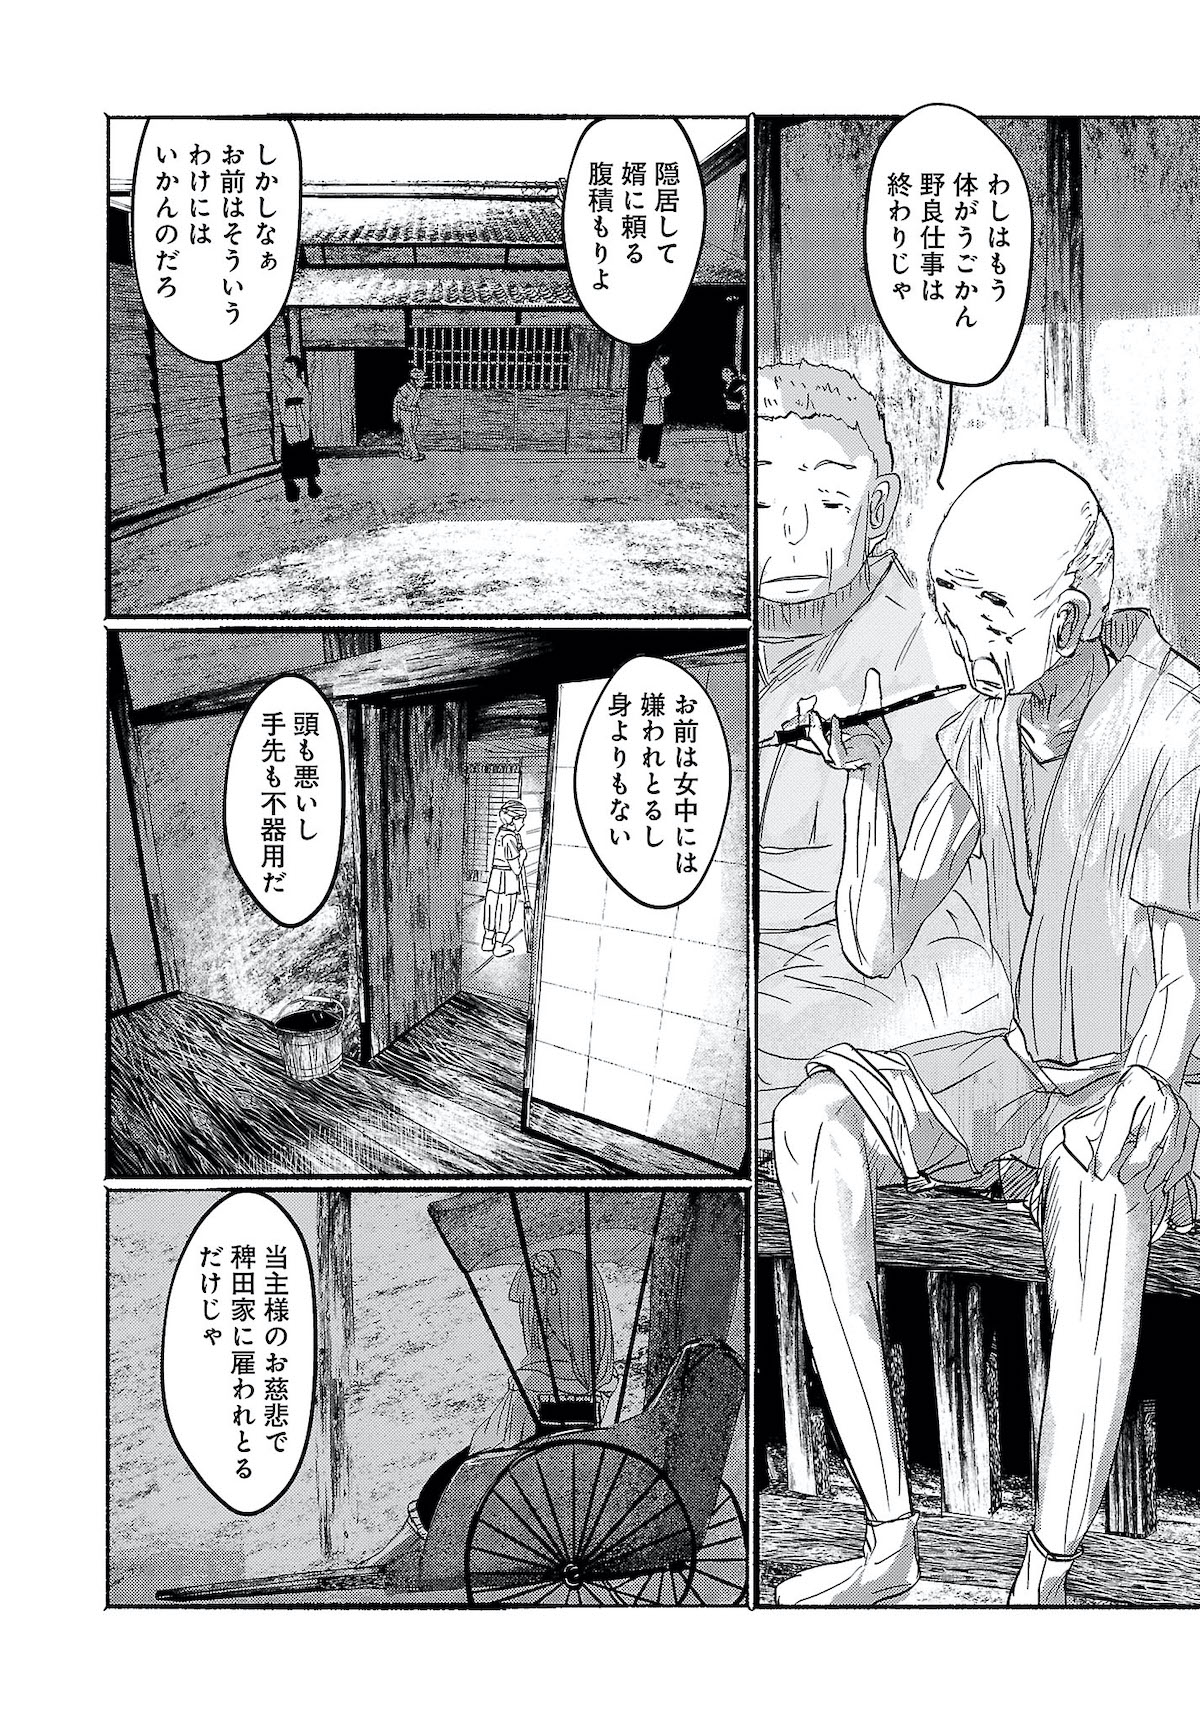 わしはもう
体がうごかん
野良仕事は
終わりじゃ
隠居して
婿に頼る
腹積もりよ
しかしなぁ
お前はそういう
わけには
いかんのだろ
お前は女中には
嫌われとるし
身よりもない
頭も悪いし
手先も不器用だ
当主様のお慈悲で
稗田家に雇われとる
だけじゃ